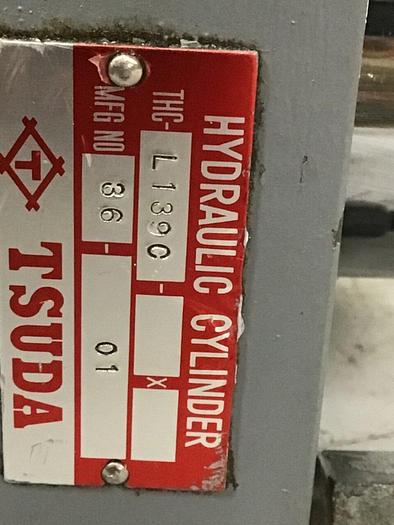 HYDRAULIC CYLINDER
THC- L139C - x
MFG NO 86 - 01
T
TSUDA